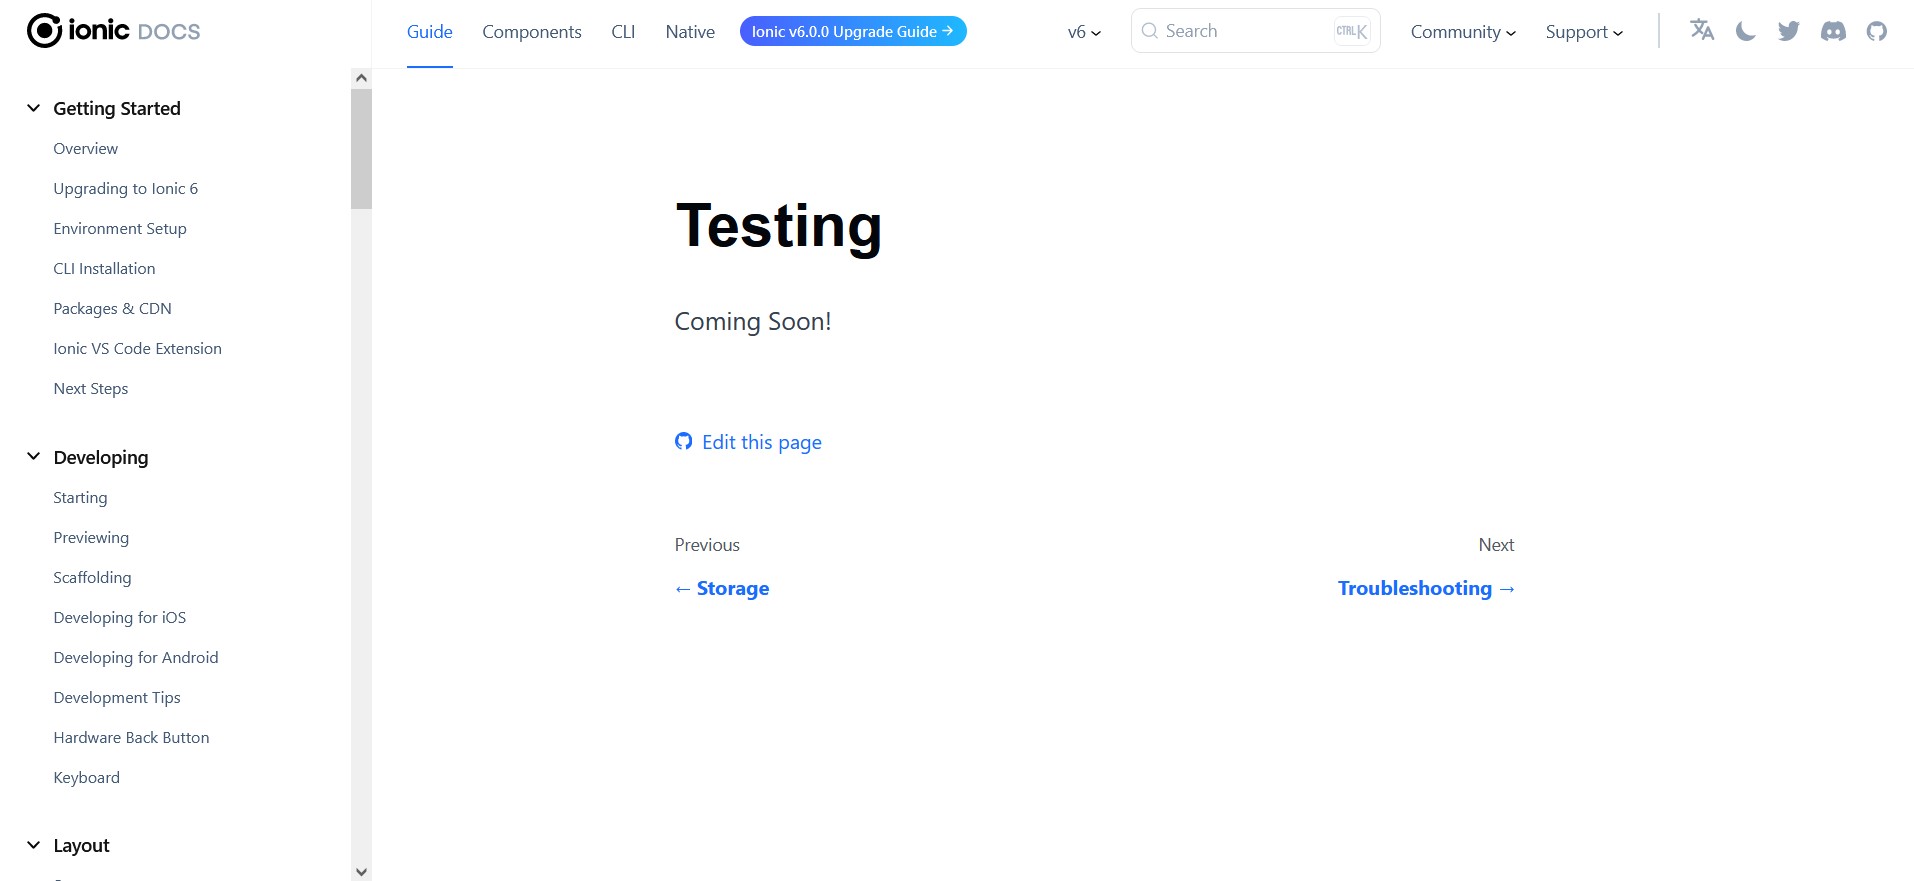 ionic DOCS
Guide Components CLI Native Ionic v6.0.0 Upgrade Guide → v6 Search CTRL K Community Support
Getting Started
Overview
Upgrading to Ionic 6
Environment Setup
CLI Installation
Packages & CDN
Ionic VS Code Extension
Next Steps
Developing
Starting
Previewing
Scaffolding
Developing for iOS
Developing for Android
Development Tips
Hardware Back Button
Keyboard
Layout
Testing
Coming Soon!
Edit this page
Previous
← Storage
Next
Troubleshooting →